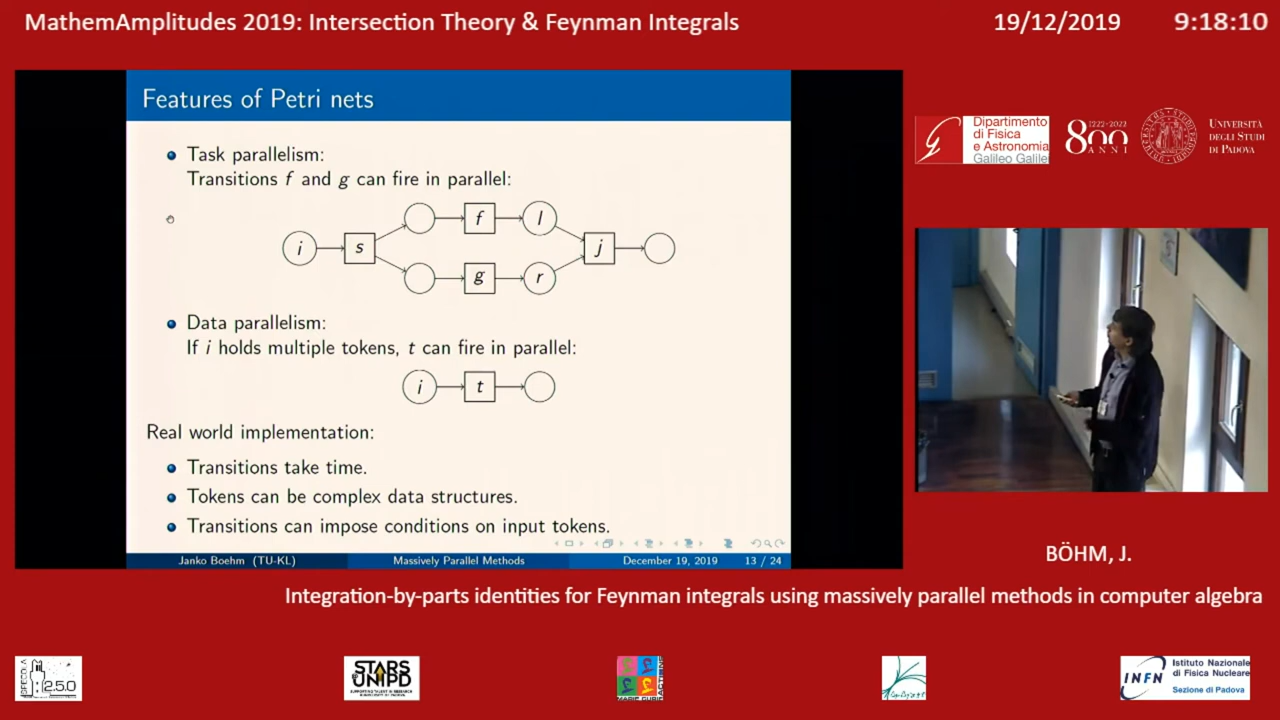 MathemAmplitudes 2019: Intersection Theory & Feynman Integrals
19/12/2019
9:18:10
Features of Petri nets
Task parallelism:
Transitions f and g can fire in parallel:
f
l
i
s
j
g
r
Data parallelism:
If i holds multiple tokens, t can fire in parallel:
i
t
Real world implementation:
Transitions take time.
Tokens can be complex data structures.
Transitions can impose conditions on input tokens.
Janko Boehm (TU-KL)
Massively Parallel Methods
December 19, 2019
13 / 24
Dipartimento
di Fisica
e Astronomia
Galileo Galile
1222-2022
800
ANNI
UNIVERSITÀ
DEGLI STUDI
DI PADOVA
BÖHM, J.
Integration-by-parts identities for Feynman integrals using massively parallel methods in computer algebra
STARS
UNIPD
INFN
Istituto Nazionale
di Fisica Nucleare
Sezione di Padova